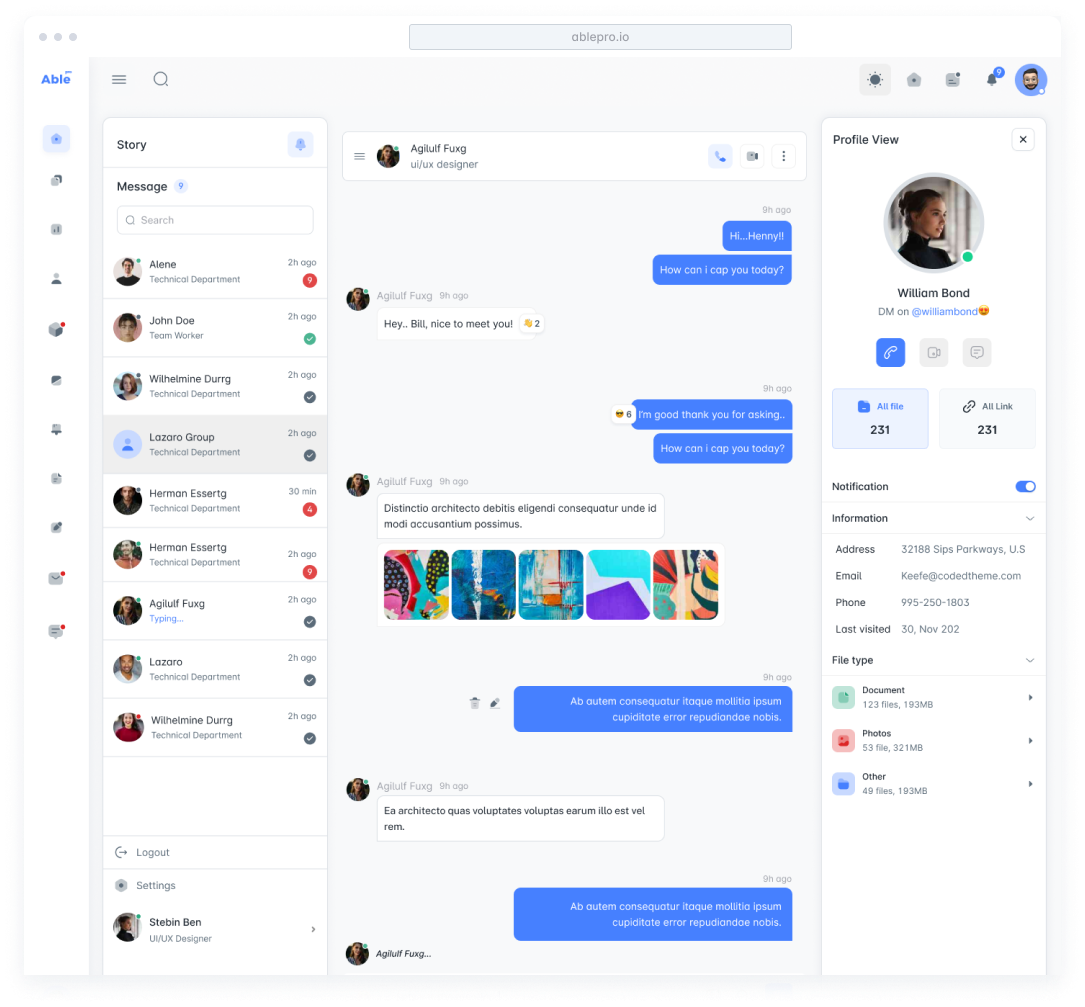 ablepro.io
Able
9
Story
Message 9
Search
Alene
2h ago
Technical Department
9
John Doe
2h ago
Team Worker
Wilhelmine Durrg
2h ago
Technical Department
Lazaro Group
2h ago
Technical Department
Herman Essertg
30 min
Technical Department
4
Herman Essertg
2h ago
Technical Department
9
Agilulf Fuxg
2h ago
Typing...
Lazaro
2h ago
Technical Department
Wilhelmine Durrg
2h ago
Technical Department
Logout
Settings
Stebin Ben
UI/UX Designer
Agilulf Fuxg
ui/ux designer
9h ago
Hi...Henny!!
How can i cap you today?
Agilulf Fuxg 9h ago
Hey.. Bill, nice to meet you!
👋 2
9h ago
😎 6
I'm good thank you for asking..
How can i cap you today?
Agilulf Fuxg 9h ago
Distinctio architecto debitis eligendi consequatur unde id
modi accusantium possimus.
9h ago
Ab autem consequatur itaque mollitia ipsum
cupiditate error repudiandae nobis.
Agilulf Fuxg 9h ago
Ea architecto quas voluptates voluptas earum illo est vel
rem.
9h ago
Ab autem consequatur itaque mollitia ipsum
cupiditate error repudiandae nobis.
Agilulf Fuxg...
Profile View
William Bond
DM on @williambond😍
All file
231
All Link
231
Notification
Information
Address 32188 Sips Parkways, U.S
Email Keefe@codedtheme.com
Phone 995-250-1803
Last visited 30, Nov 202
File type
Document
123 files, 193MB
Photos
53 file, 321MB
Other
49 files, 193MB